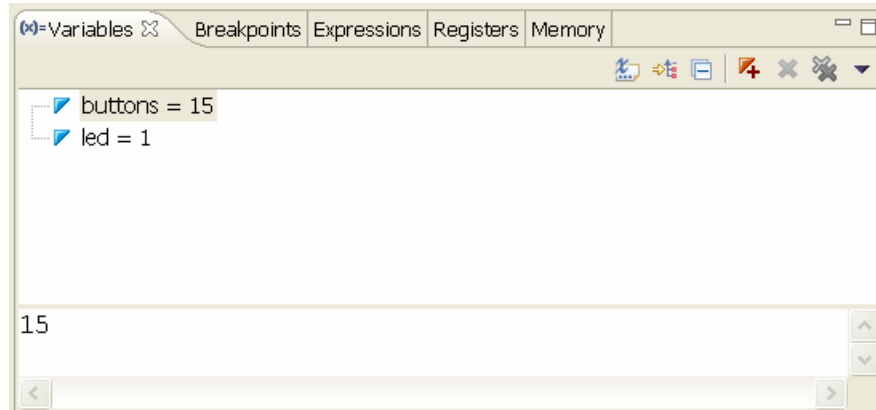 (x)=Variables Breakpoints Expressions Registers Memory
buttons = 15
led = 1
15